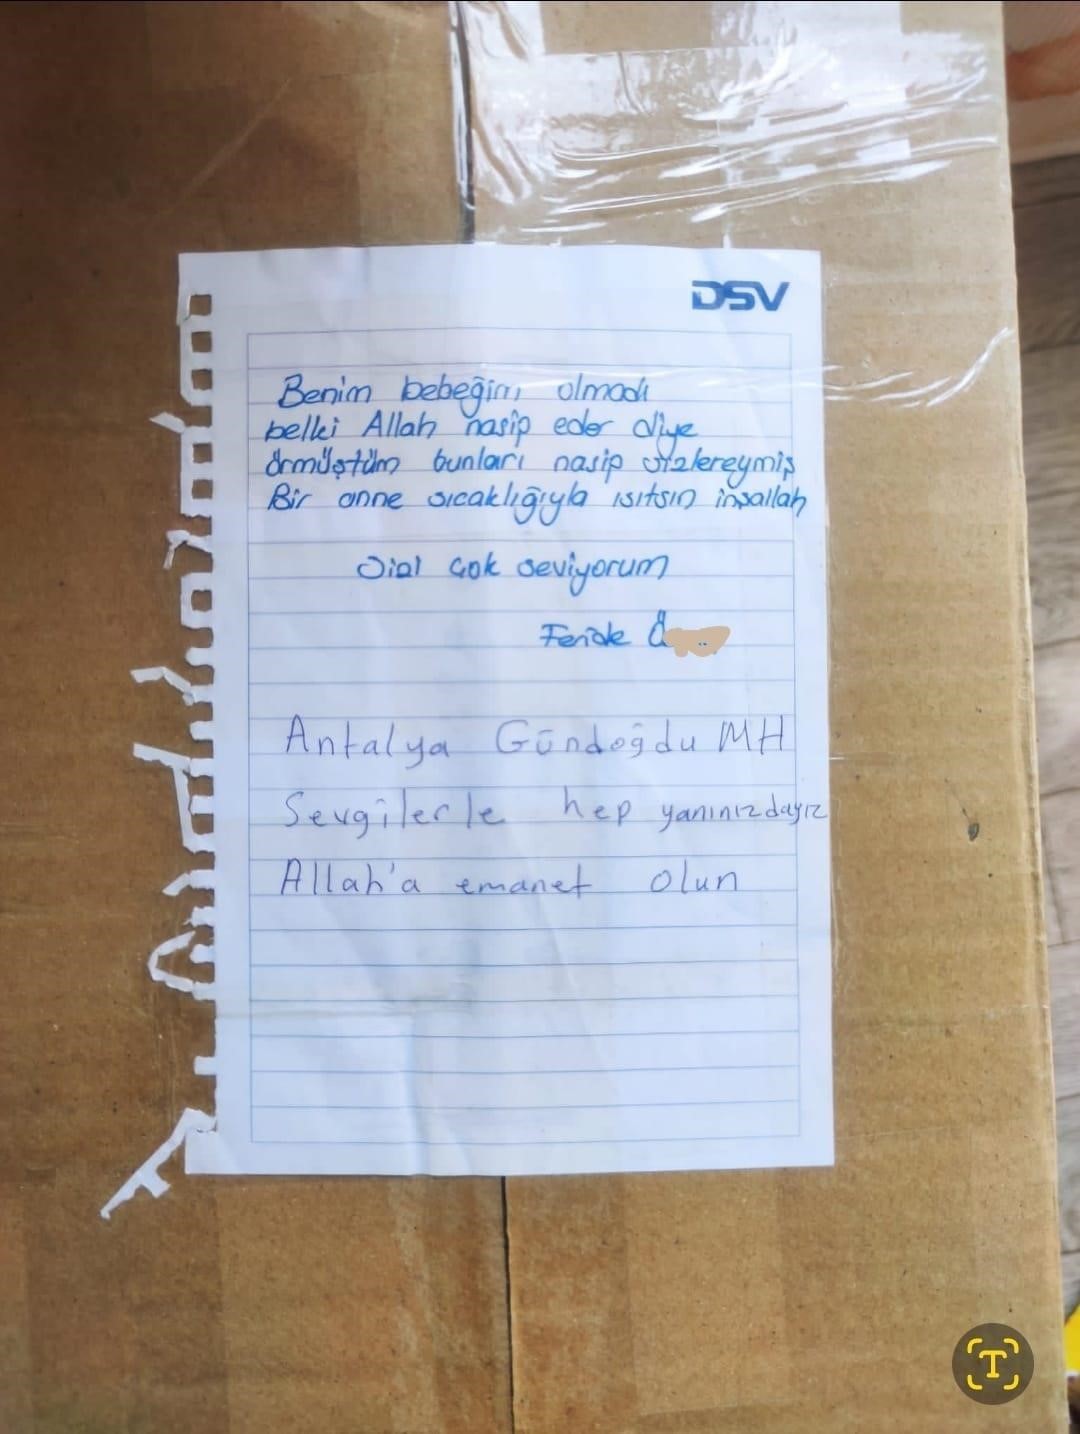 DSV
Benim bebeğim olmadı
belki Allah nasip eder diye
örmüştüm bunları nasip sizlereymiş
Bir anne sıcaklığıyla ısıtsın inşallah
Sizi çok seviyorum
Feride Ö
Antalya Gündoğdu MH
Sevgilerle hep yanınızdayız
Allah'a emanet olun